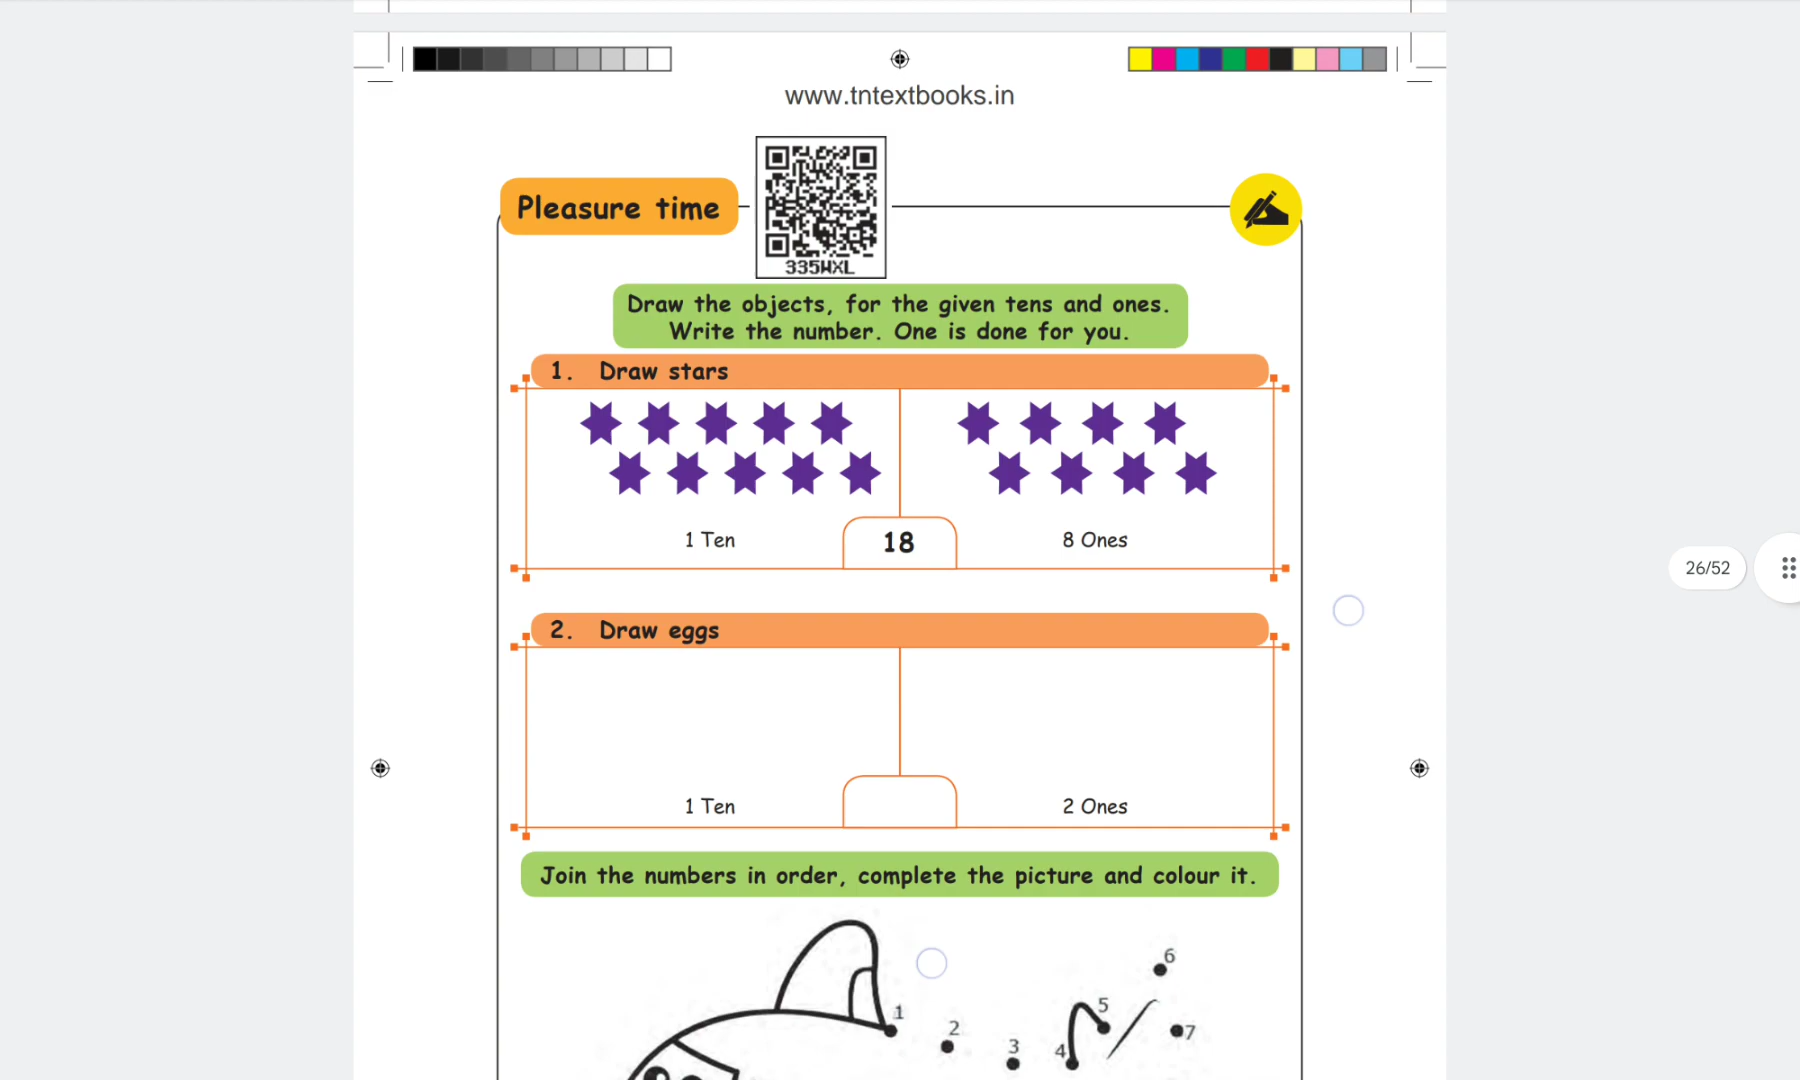 www.tntextbooks.in
Pleasure time
335WXL
Draw the objects, for the given tens and ones.
Write the number. One is done for you.
1. Draw stars
1 Ten
18
8 Ones
26/52
2. Draw eggs
1 Ten
2 Ones
Join the numbers in order, complete the picture and colour it.
6
5
1
2
7
3
4